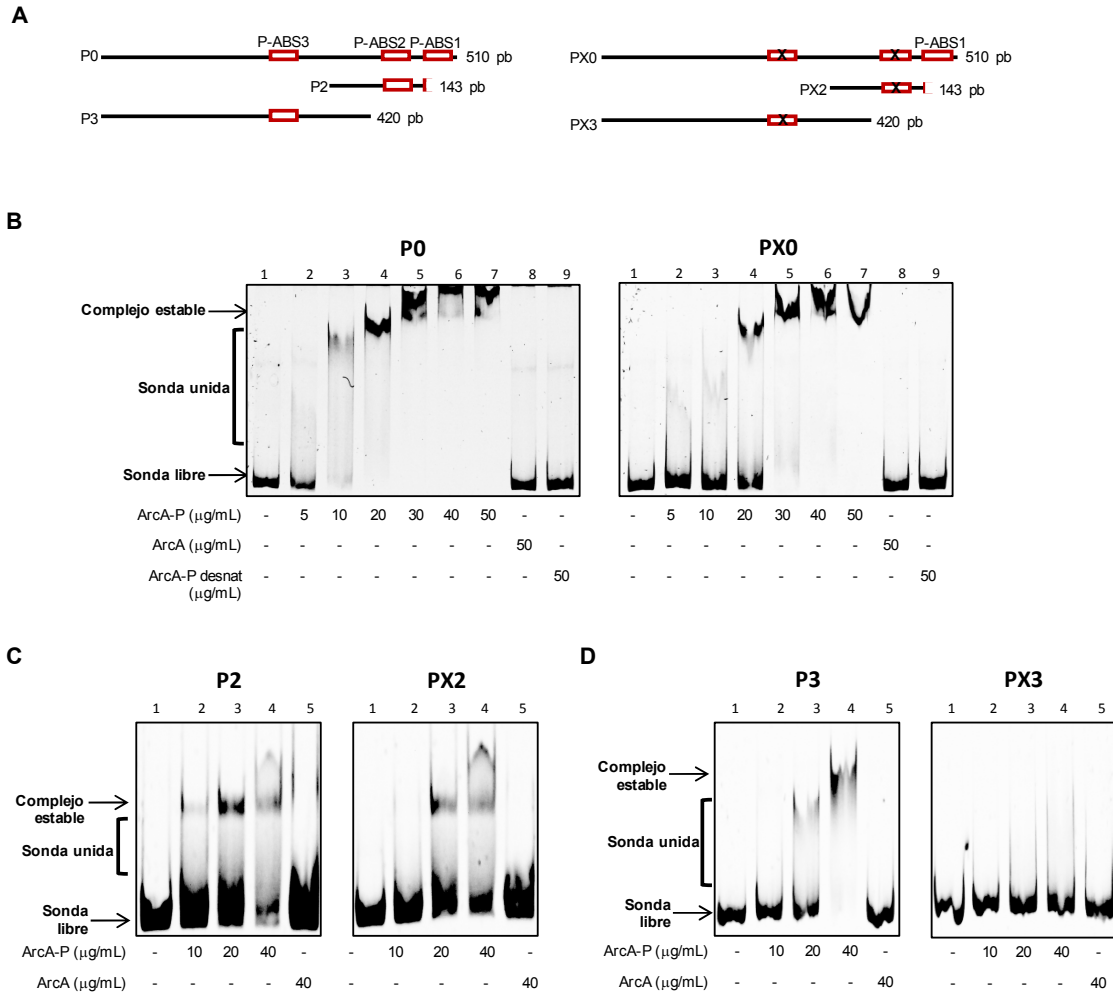 A
P-ABS3 P-ABS2 P-ABS1
P0 510 pb
P2 143 pb
P3 420 pb
P-ABS1
PX0 X X 510 pb
PX2 X 143 pb
PX3 X 420 pb
B
P0 PX0
1 2 3 4 5 6 7 8 9 1 2 3 4 5 6 7 8 9
Complejo estable
Sonda unida
Sonda libre
ArcA-P (µg/mL) - 5 10 20 30 40 50 - - - 5 10 20 30 40 50 - -
ArcA (µg/mL) - - - - - - - 50 - - - - - - - - 50 -
ArcA-P desnat (µg/mL) - - - - - - - - 50 - - - - - - - - 50
C
P2 PX2
1 2 3 4 5 1 2 3 4 5
Complejo
estable
Sonda unida
Sonda
libre
ArcA-P (µg/mL) - 10 20 40 - - 10 20 40 -
ArcA (µg/mL) - - - - 40 - - - - 40
D
P3 PX3
1 2 3 4 5 1 2 3 4 5
Complejo
estable
Sonda unida
Sonda
libre
ArcA-P (µg/mL) - 10 20 40 - - 10 20 40 -
ArcA (µg/mL) - - - - 40 - - - - 40